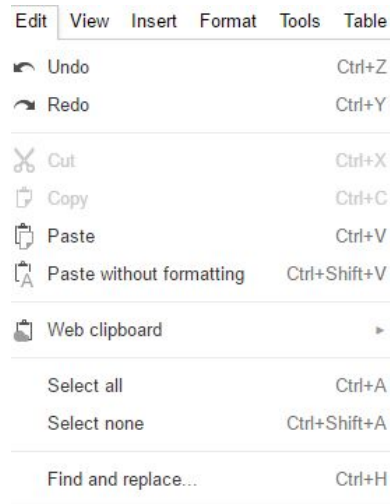 Edit View Insert Format Tools Table
Undo Ctrl+Z
Redo Ctrl+Y
Cut Ctrl+X
Copy Ctrl+C
Paste Ctrl+V
Paste without formatting Ctrl+Shift+V
Web clipboard
Select all Ctrl+A
Select none Ctrl+Shift+A
Find and replace... Ctrl+H